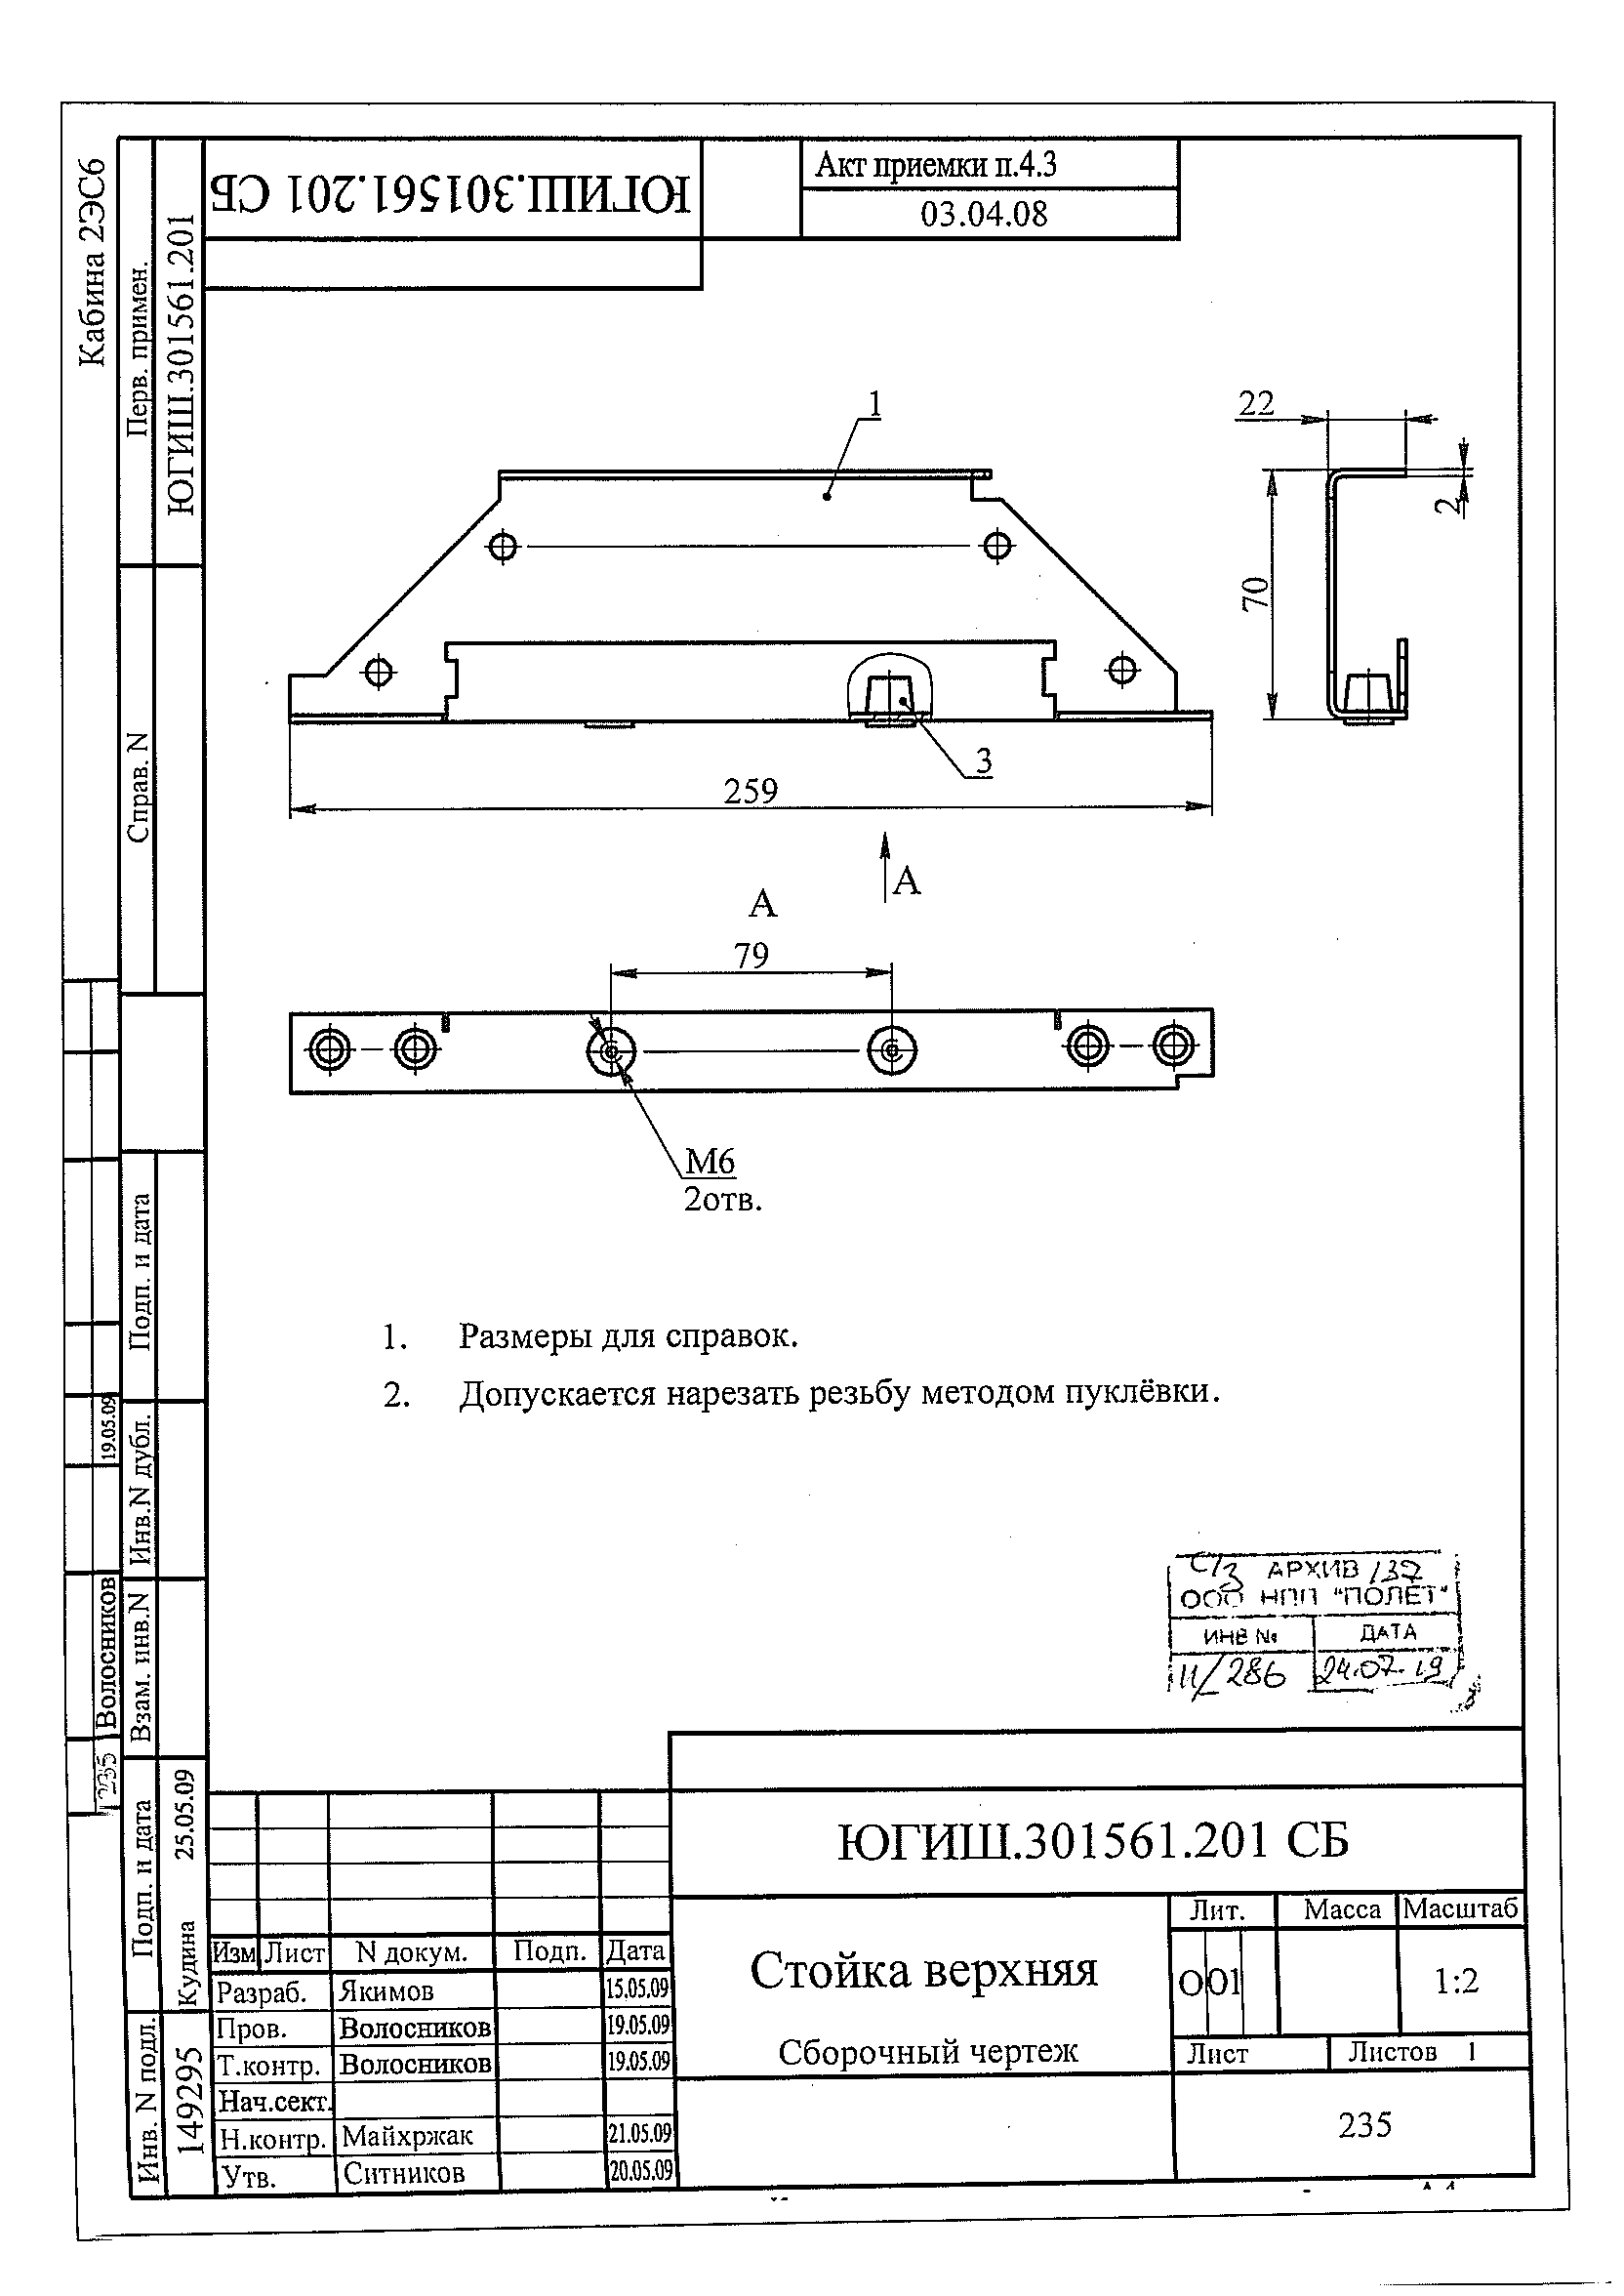 Кабина 2ЭС6
Перв. примен.
ЮГИШ.301561.201
ЮГИШ.301561.201 СБ
Акт приемки п.4.3
03.04.08
Справ. N
1
22
2
70
3
259
А
А
79
М6
2отв.
1. Размеры для справок.
2. Допускается нарезать резьбу методом пуклёвки.
Подп. и дата
Инв.N дубл.
Взам. инв.N
Подп. и дата
Кудина 25.05.09
Инв. N подл.
149295
19.05.09
Волосников
235
С/З АРХИВ 137
ООО НПП "ПОЛЕТ"
ИНВ № ДАТА
11/286 24.07.19
ЮГИШ.301561.201 СБ
Изм Лист N докум. Подп. Дата
Разраб. Якимов 15.05.09
Пров. Волосников 19.05.09
Т.контр. Волосников 19.05.09
Нач.сект.
Н.контр. Майхржак 21.05.09
Утв. Ситников 20.05.09
Стойка верхняя
Сборочный чертеж
Лит. Масса Масштаб
О О1 1:2
Лист Листов 1
235